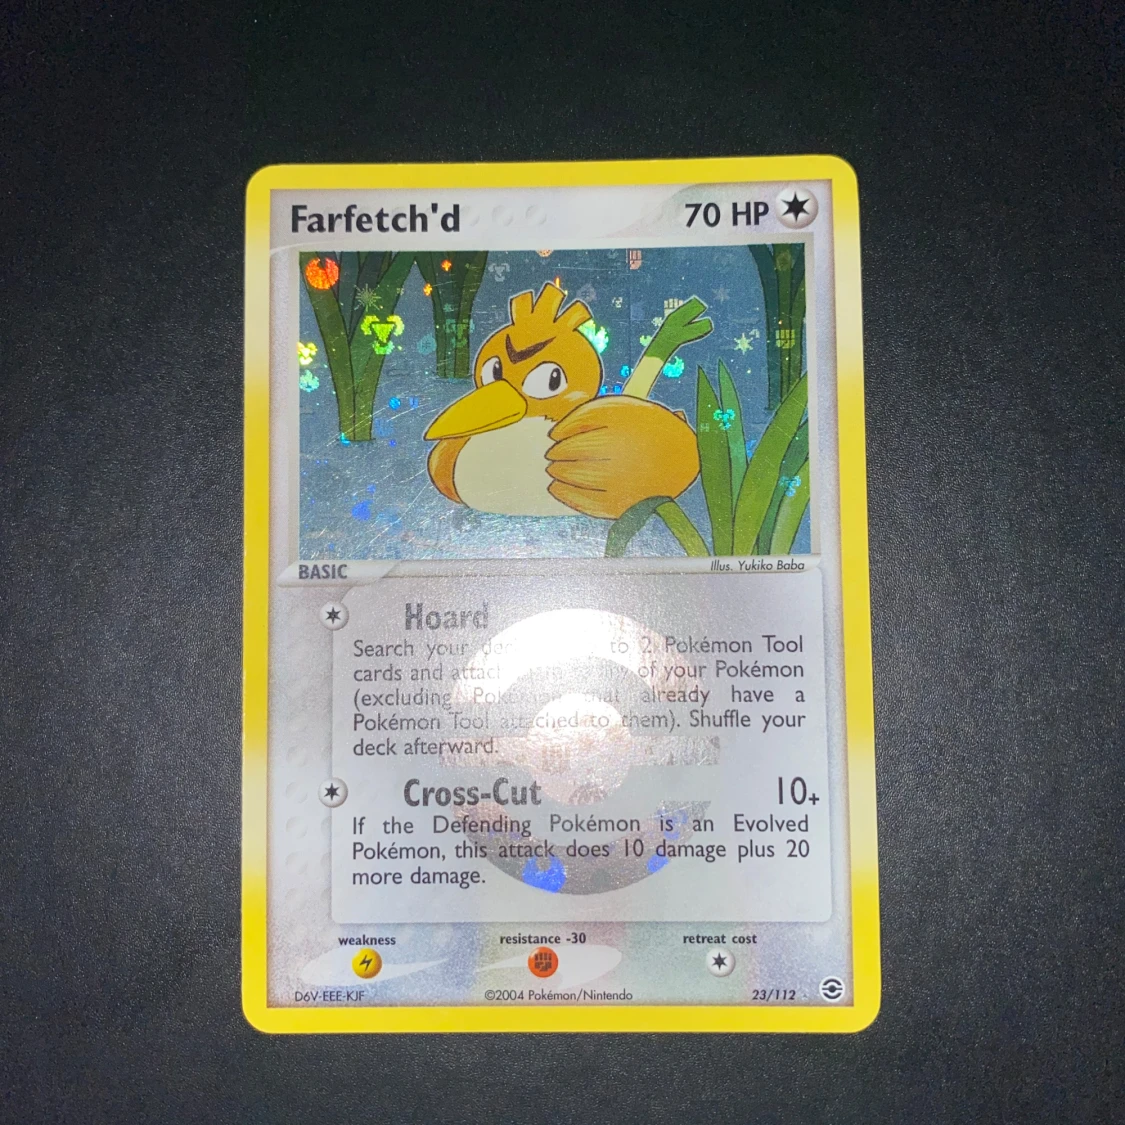 Farfetch'd
70 HP
BASIC
Illus. Yukiko Baba
Hoard
Search your to 2 Pokémon Tool
cards and attach of your Pokémon
(excluding Pokémon that already have a
Pokémon Tool attached to them). Shuffle your
deck afterward.
Cross-Cut 10+
If the Defending Pokémon is an Evolved
Pokémon, this attack does 10 damage plus 20
more damage.
weakness resistance -30 retreat cost
D6V-EEE-KJF ©2004 Pokémon/Nintendo 23/112